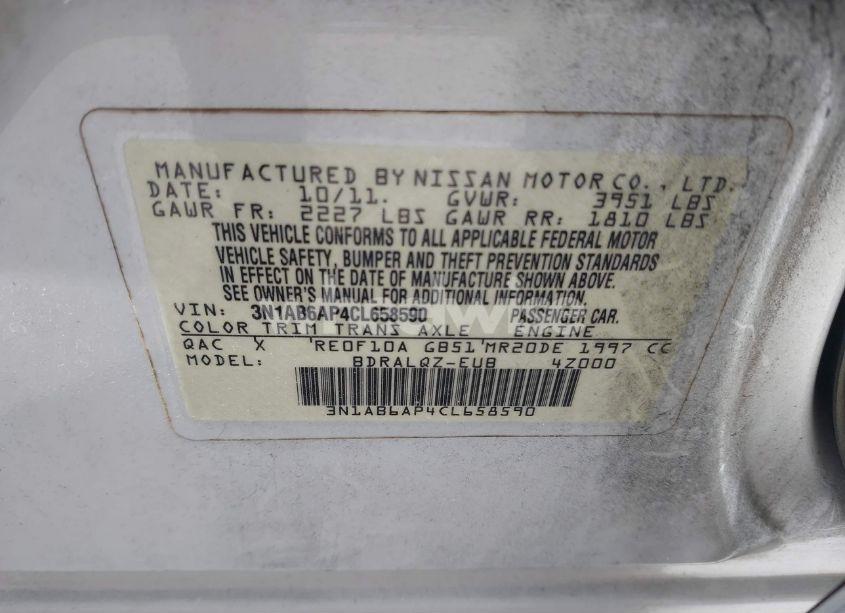 MANUFACTURED BY NISSAN MOTOR CO., LTD.
DATE: 10/11. GVWR: 3951 LBS
GAWR FR: 2227 LBS GAWR RR: 1810 LBS
THIS VEHICLE CONFORMS TO ALL APPLICABLE FEDERAL MOTOR
VEHICLE SAFETY, BUMPER AND THEFT PREVENTION STANDARDS
IN EFFECT ON THE DATE OF MANUFACTURE SHOWN ABOVE.
SEE OWNER'S MANUAL FOR ADDITIONAL INFORMATION.
VIN: 3N1AB6AP4CL658590 PASSENGER CAR.
COLOR TRIM TRANS AXLE ENGINE
QAC X 'RE0F10A GB51'MR20DE 1997 CC
MODEL: BDRALQZ-EUB 4Z000
3N1AB6AP4CL658590